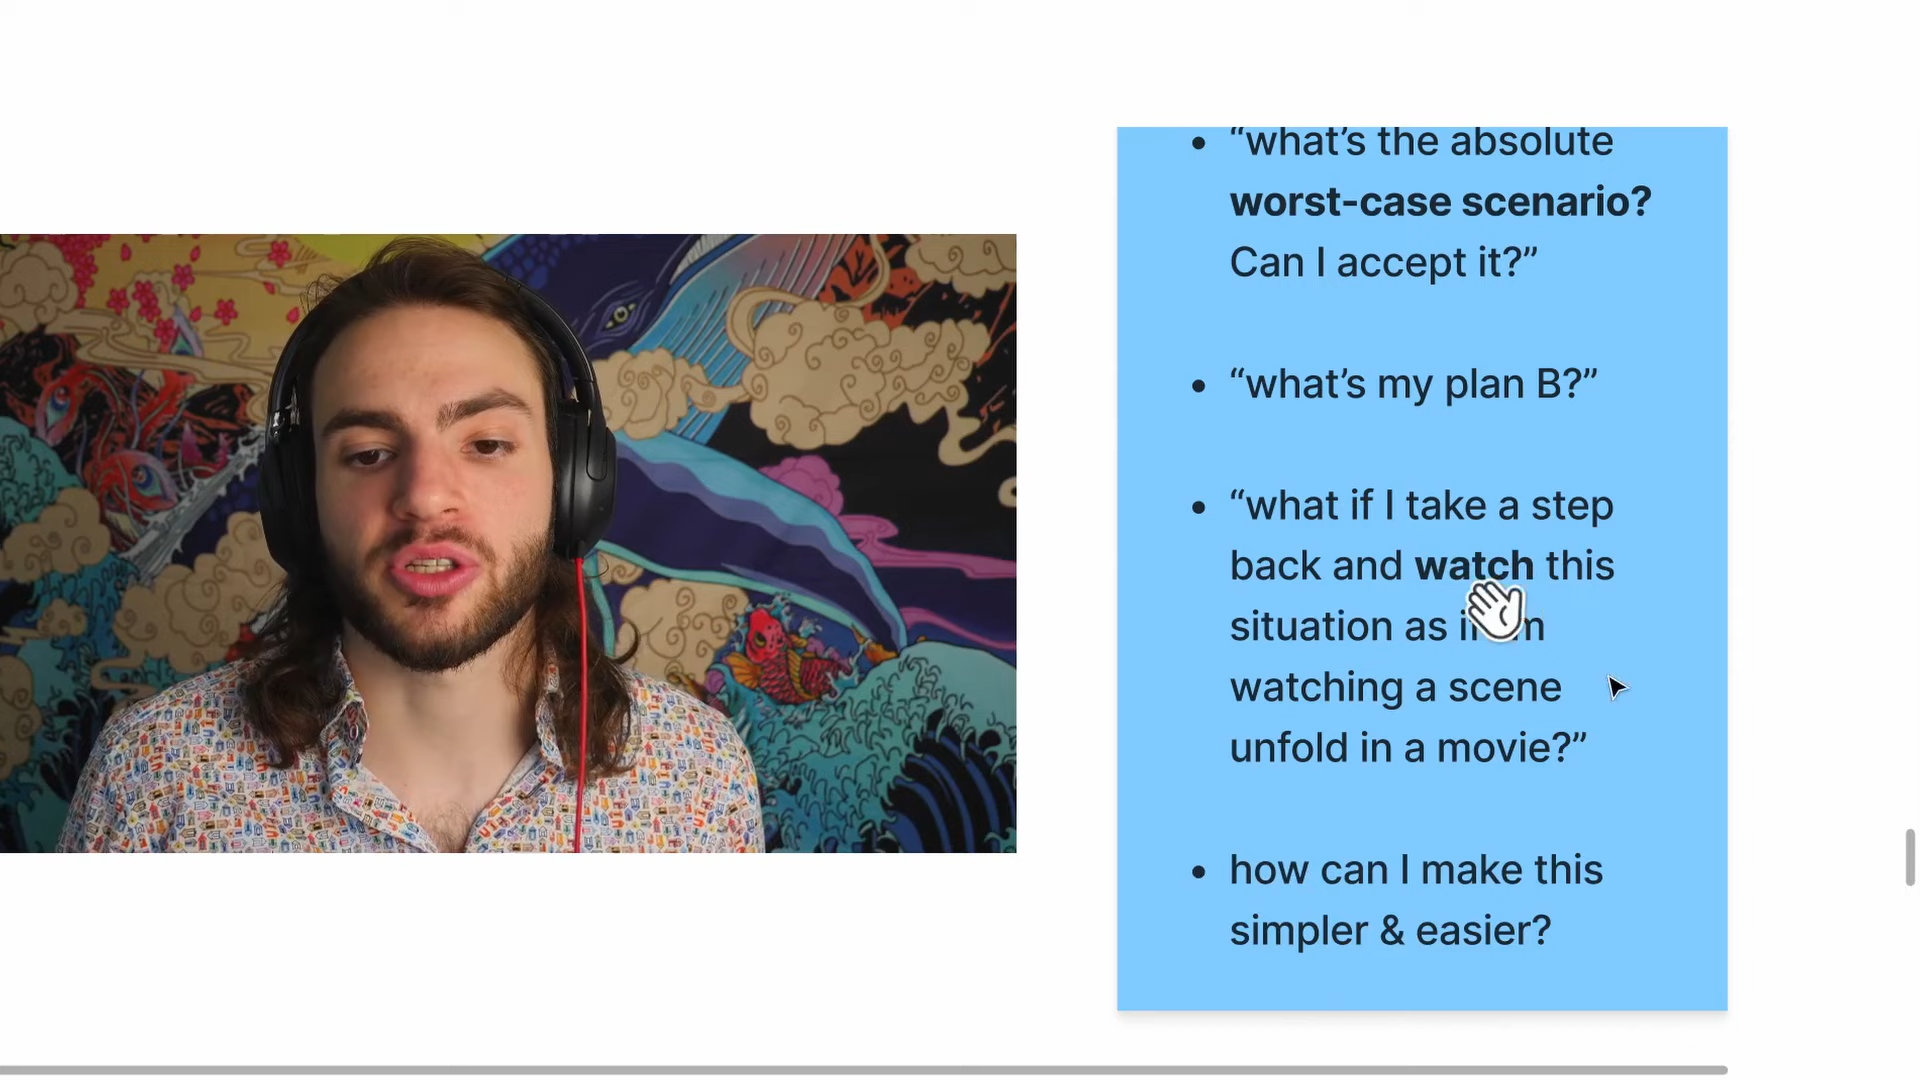 • “what’s the absolute
worst-case scenario?
Can I accept it?”
• “what’s my plan B?”
• “what if I take a step
back and watch this
situation as
watching a scene
unfold in a movie?”
• how can I make this
simpler & easier?